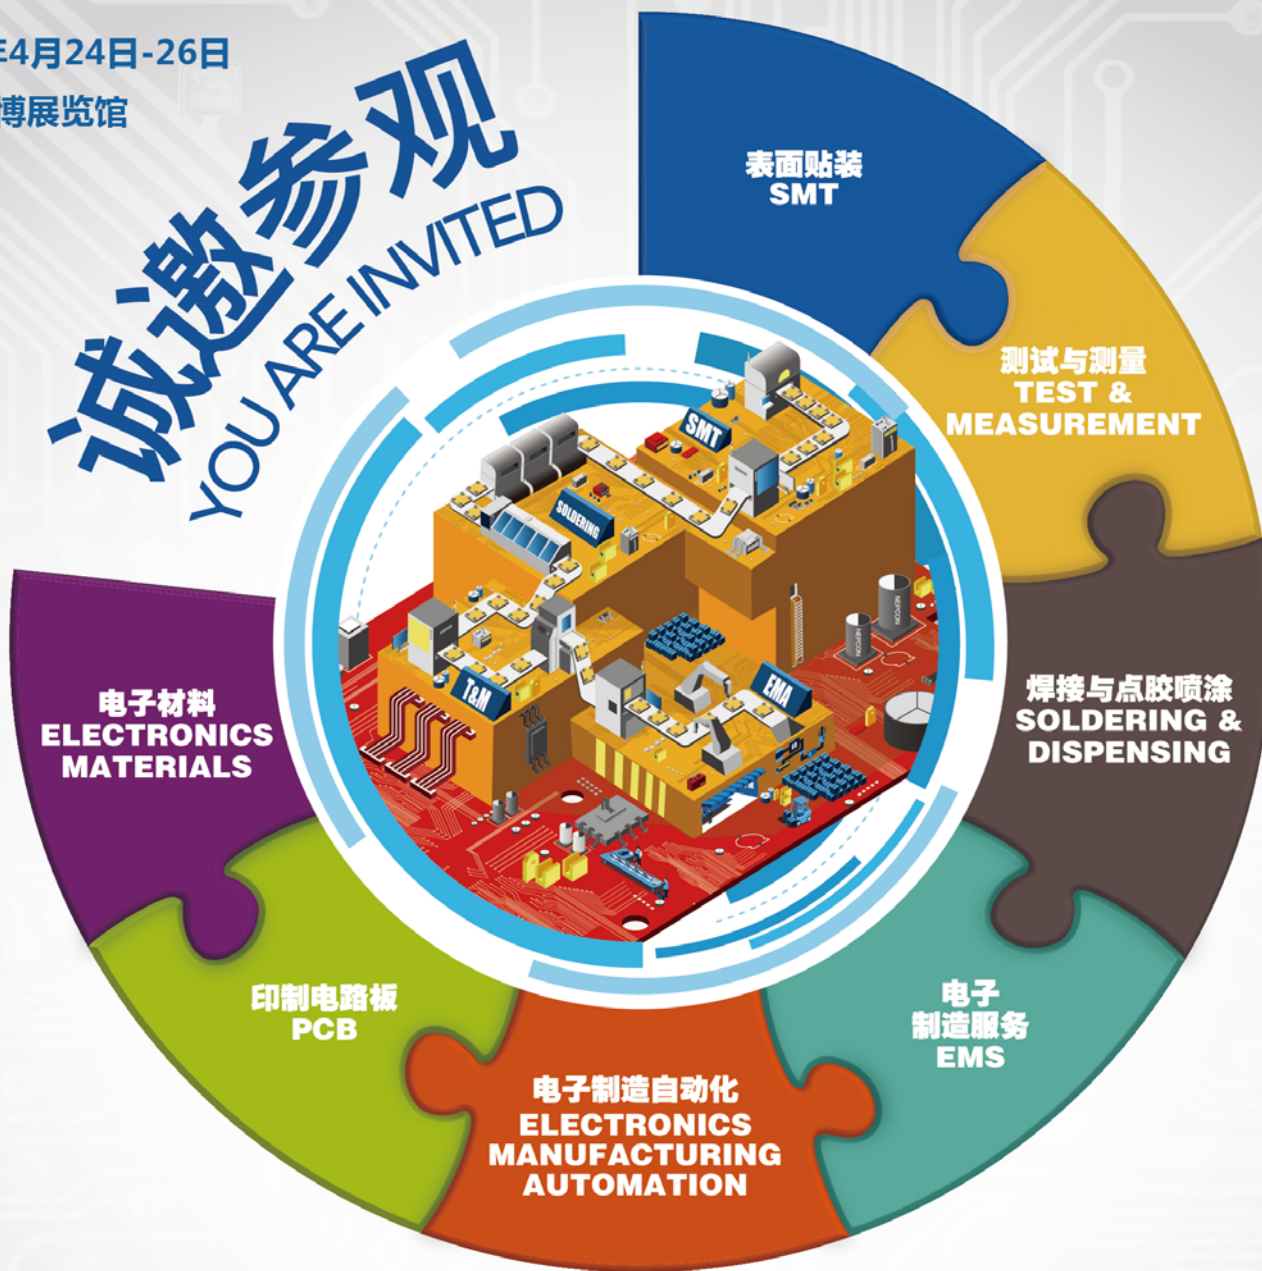 年4月24日-26日
博展览馆
诚邀参观
YOU ARE INVITED
表面贴装
SMT
测试与测量
TEST &
MEASUREMENT
焊接与点胶喷涂
SOLDERING &
DISPENSING
电子
制造服务
EMS
电子制造自动化
ELECTRONICS
MANUFACTURING
AUTOMATION
印制电路板
PCB
电子材料
ELECTRONICS
MATERIALS
SMT
SOLDERING
T&M
EMA
NEPCON
NEPCON